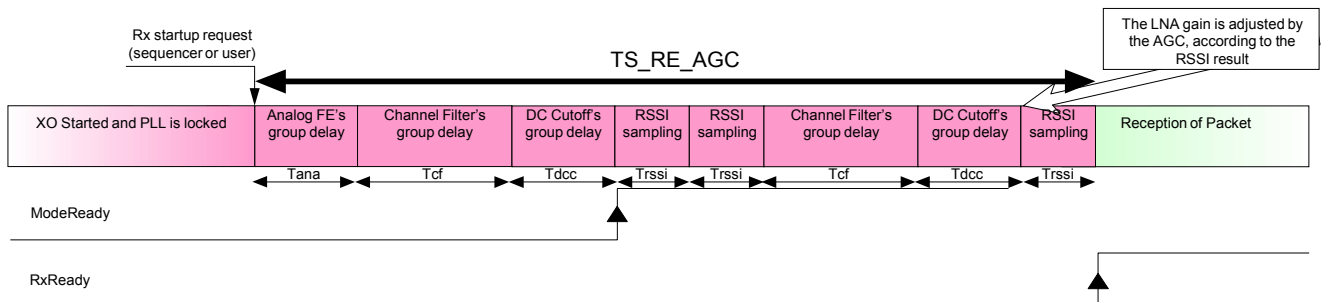 Rx startup request
(sequencer or user)
TS_RE_AGC
The LNA gain is adjusted by
the AGC, according to the
RSSI result
XO Started and PLL is locked
Analog FE's
group delay
Channel Filter's
group delay
DC Cutoff's
group delay
RSSI
sampling
RSSI
sampling
Channel Filter's
group delay
DC Cutoff's
group delay
RSSI
sampling
Reception of Packet
Tana
Tcf
Tdcc
Trssi
Trssi
Tcf
Tdcc
Trssi
ModeReady
RxReady